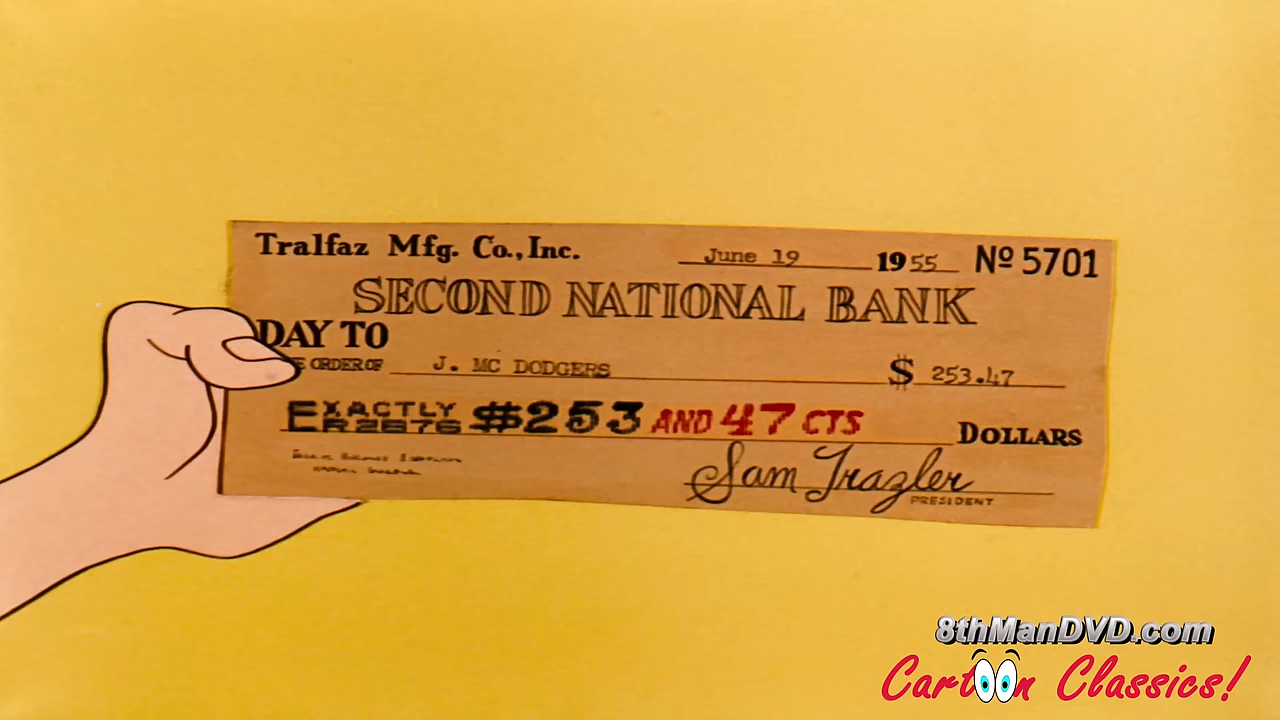 Tralfaz Mfg. Co., Inc. June 19 1955 Nº 5701
SECOND NATIONAL BANK
DAY TO
E ORDER OF J. MC DODGERS $ 253.47
EXACTLY ER2876 $253 AND 47 CTS DOLLARS
Sam Trazler
PRESIDENT
8thManDVD.com
Cartoon Classics!